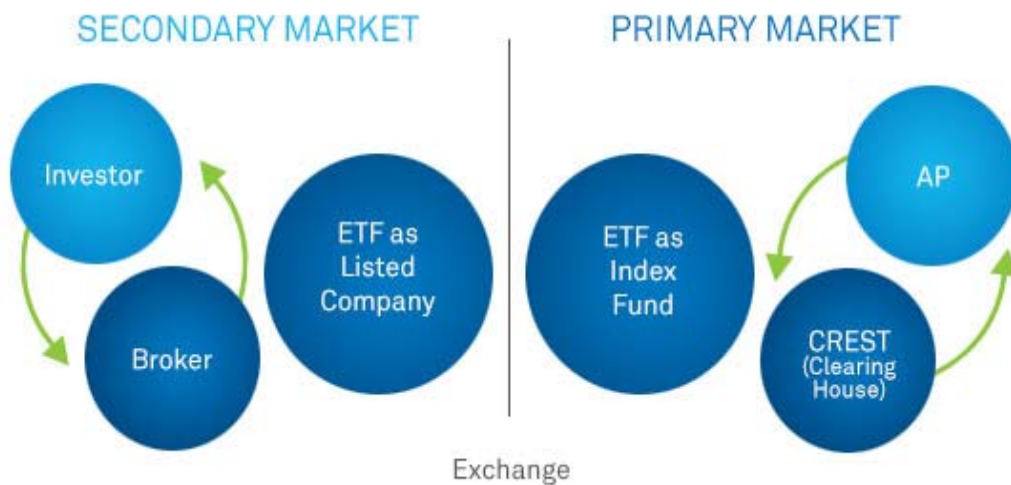 SECONDARY MARKET
Investor
Broker
ETF as
Listed
Company
PRIMARY MARKET
ETF as
Index
Fund
AP
CREST
(Clearing
House)
Exchange